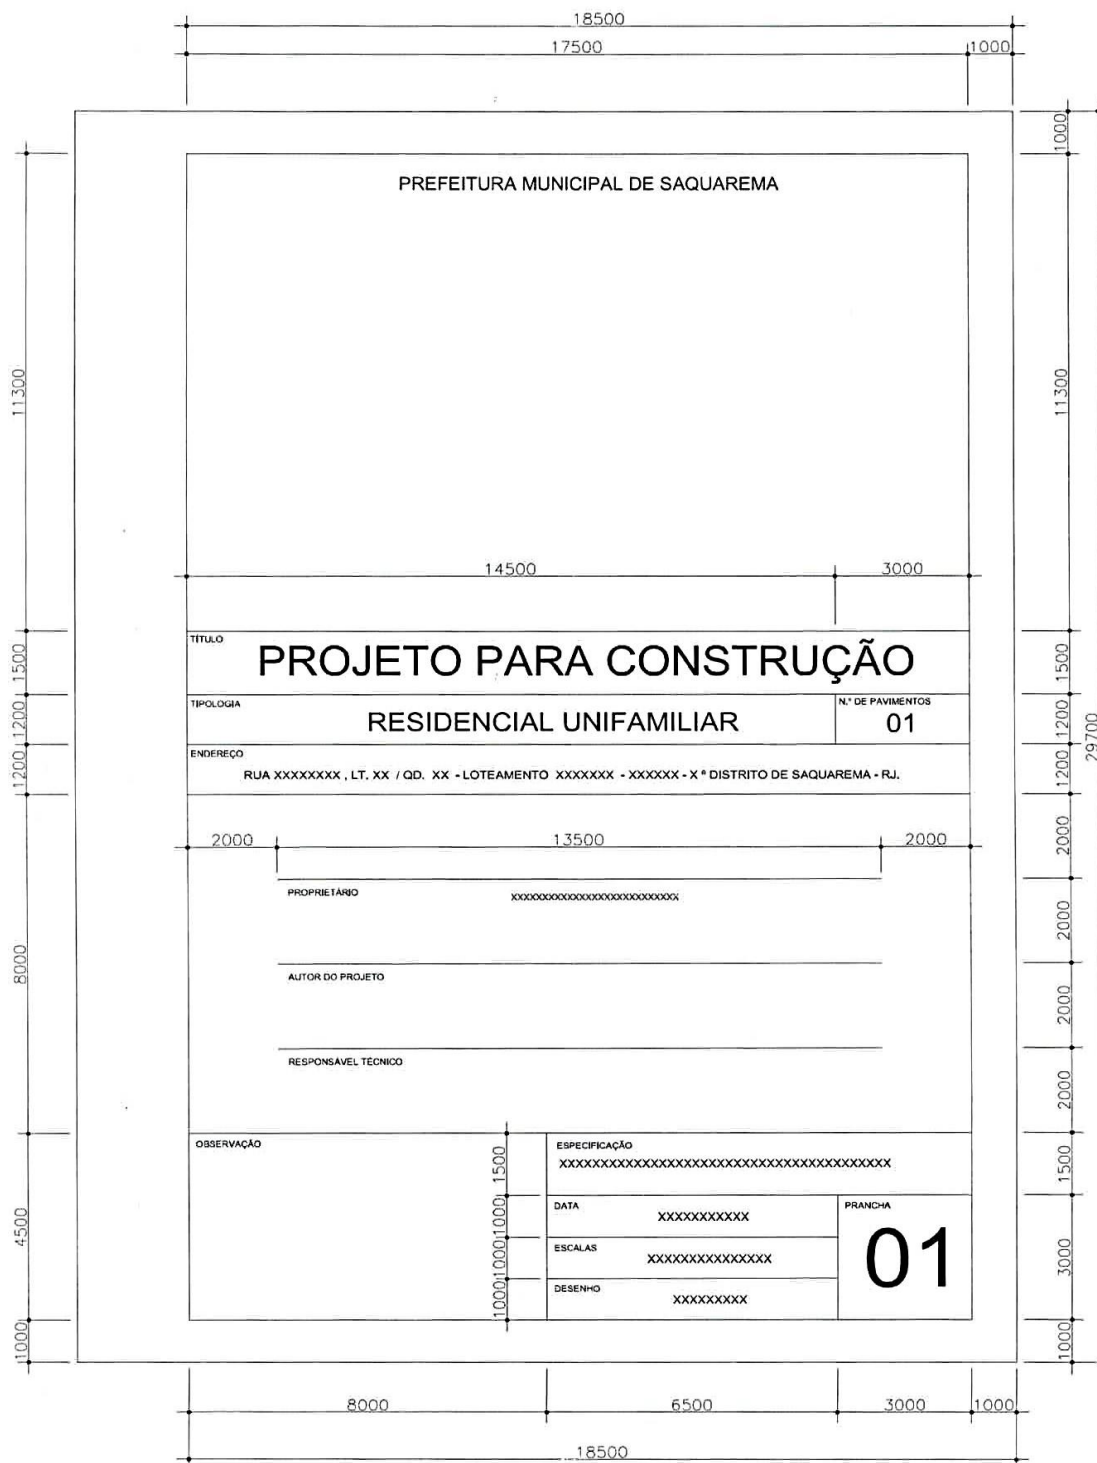 18500
17500 1000
1000
PREFEITURA MUNICIPAL DE SAQUAREMA
11300 11300
14500 3000
TÍTULO
PROJETO PARA CONSTRUÇÃO
1500 1500
TIPOLOGIA N.º DE PAVIMENTOS
RESIDENCIAL UNIFAMILIAR 01
1200 1200
29700
ENDEREÇO
RUA XXXXXXXX , LT. XX / QD. XX - LOTEAMENTO XXXXXXX - XXXXXX - X º DISTRITO DE SAQUAREMA - RJ.
1200 1200
2000 13500 2000
2000
PROPRIETÁRIO XXXXXXXXXXXXXXXXXXXXXXXXXXX
2000
8000
AUTOR DO PROJETO
2000
RESPONSÁVEL TÉCNICO
2000
OBSERVAÇÃO
ESPECIFICAÇÃO
XXXXXXXXXXXXXXXXXXXXXXXXXXXXXXXXXXXXXXXX
1500 1500
DATA XXXXXXXXXXX
1000
PRANCHA
01
4500
ESCALAS XXXXXXXXXXXXXXX
1000
3000
DESENHO XXXXXXXXX
1000
1000 1000
8000 6500 3000 1000
18500